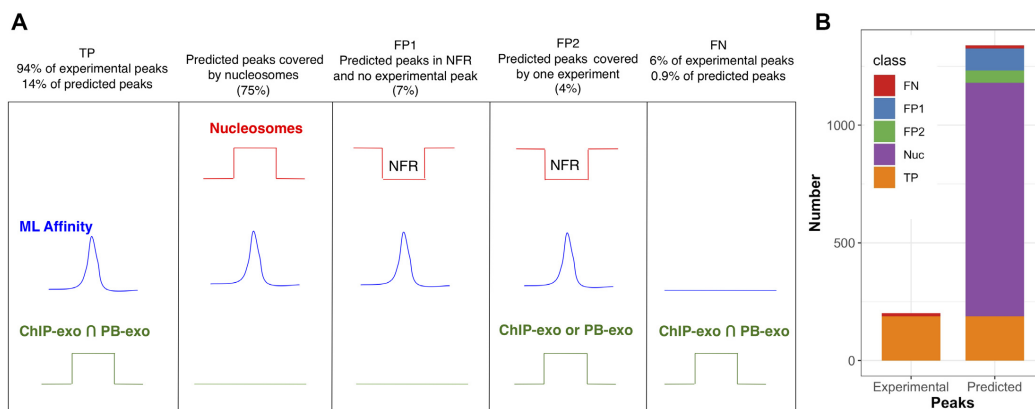 A
TP
94% of experimental peaks
14% of predicted peaks
Predicted peaks covered
by nucleosomes
(75%)
FP1
Predicted peaks in NFR
and no experimental peak
(7%)
FP2
Predicted peaks covered
by one experiment
(4%)
FN
6% of experimental peaks
0.9% of predicted peaks
Nucleosomes
NFR
NFR
ML Affinity
ChIP-exo ∩ PB-exo
ChIP-exo or PB-exo
ChIP-exo ∩ PB-exo
B
class
FN
FP1
FP2
Nuc
TP
Number
1000
500
0
Experimental
Predicted
Peaks